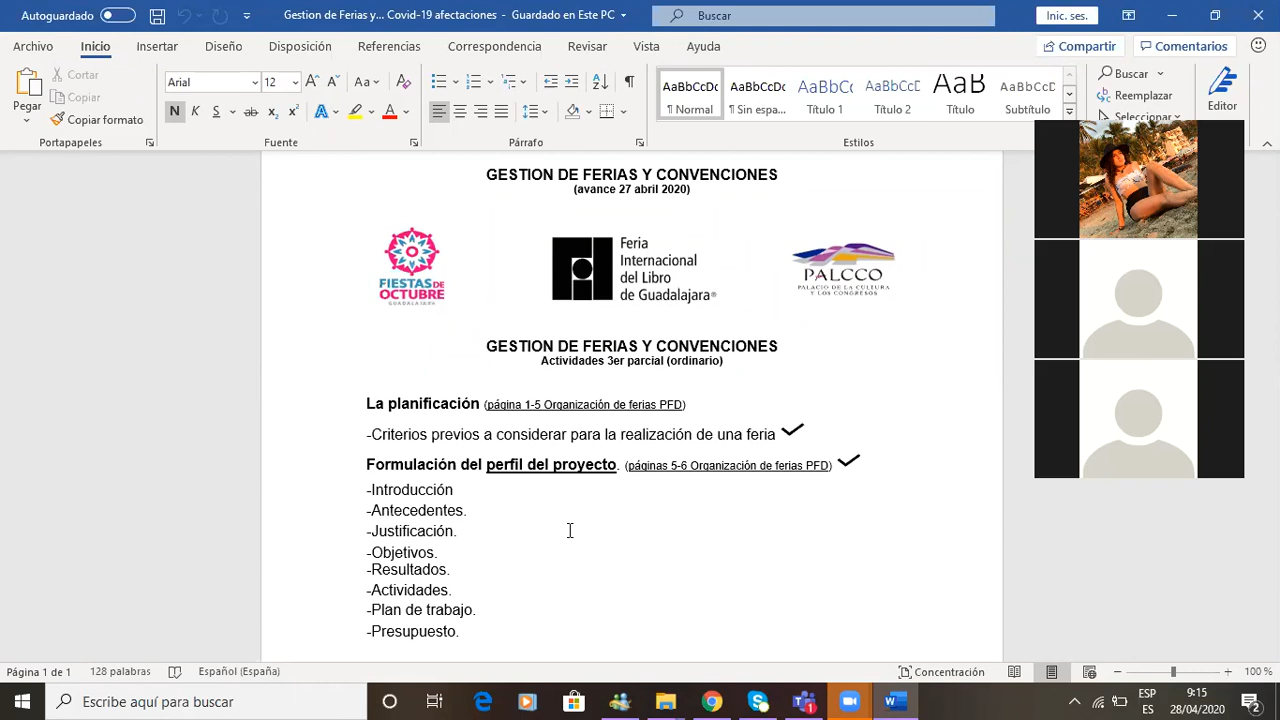 Autoguardado
Gestion de Ferias y ...Covid-19 afectaciones - Guardado en Este PC
Buscar
Inic. ses.
Archivo Inicio Insertar Diseño Disposición Referencias Correspondencia Revisar Vista Ayuda
Compartir Comentarios
Pegar
Cortar
Copiar
Copiar formato
Portapapeles
Arial 12
Aa
N K S ab x₂ x²
A A
Fuente
Párrafo
AaBbCcDc AaBbCcDc AaBbCc AaBbCcD AaB AaBbCcD
¶ Normal ¶ Sin espa... Título 1 Título 2 Título Subtítulo
Estilos
Buscar
Reemplazar
Seleccionar
Editor
GESTION DE FERIAS Y CONVENCIONES
(avance 27 abril 2020)
FIESTAS DE
OCTUBRE
GUADALAJARA
Feria
Internacional
del Libro
de Guadalajara®
PALCCO
PALACIO DE LA CULTURA
Y LOS CONGRESOS
GESTION DE FERIAS Y CONVENCIONES
Actividades 3er parcial (ordinario)
La planificación (página 1-5 Organización de ferias PFD)
-Criterios previos a considerar para la realización de una feria
Formulación del perfil del proyecto. (páginas 5-6 Organización de ferias PFD)
-Introducción
-Antecedentes.
-Justificación.
-Objetivos.
-Resultados.
-Actividades.
-Plan de trabajo.
-Presupuesto.
Página 1 de 1 128 palabras Español (España)
Concentración
100 %
Escribe aquí para buscar
ESP
ES
9:15
28/04/2020
2